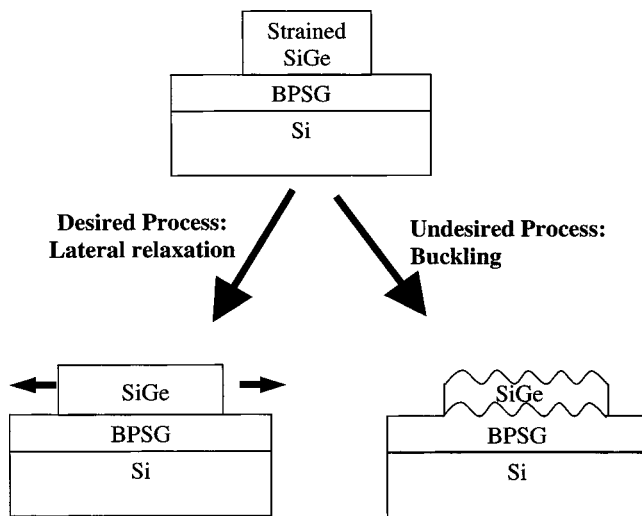 Strained
SiGe
BPSG
Si
Desired Process:
Lateral relaxation
Undesired Process:
Buckling
SiGe
BPSG
Si
SiGe
BPSG
Si